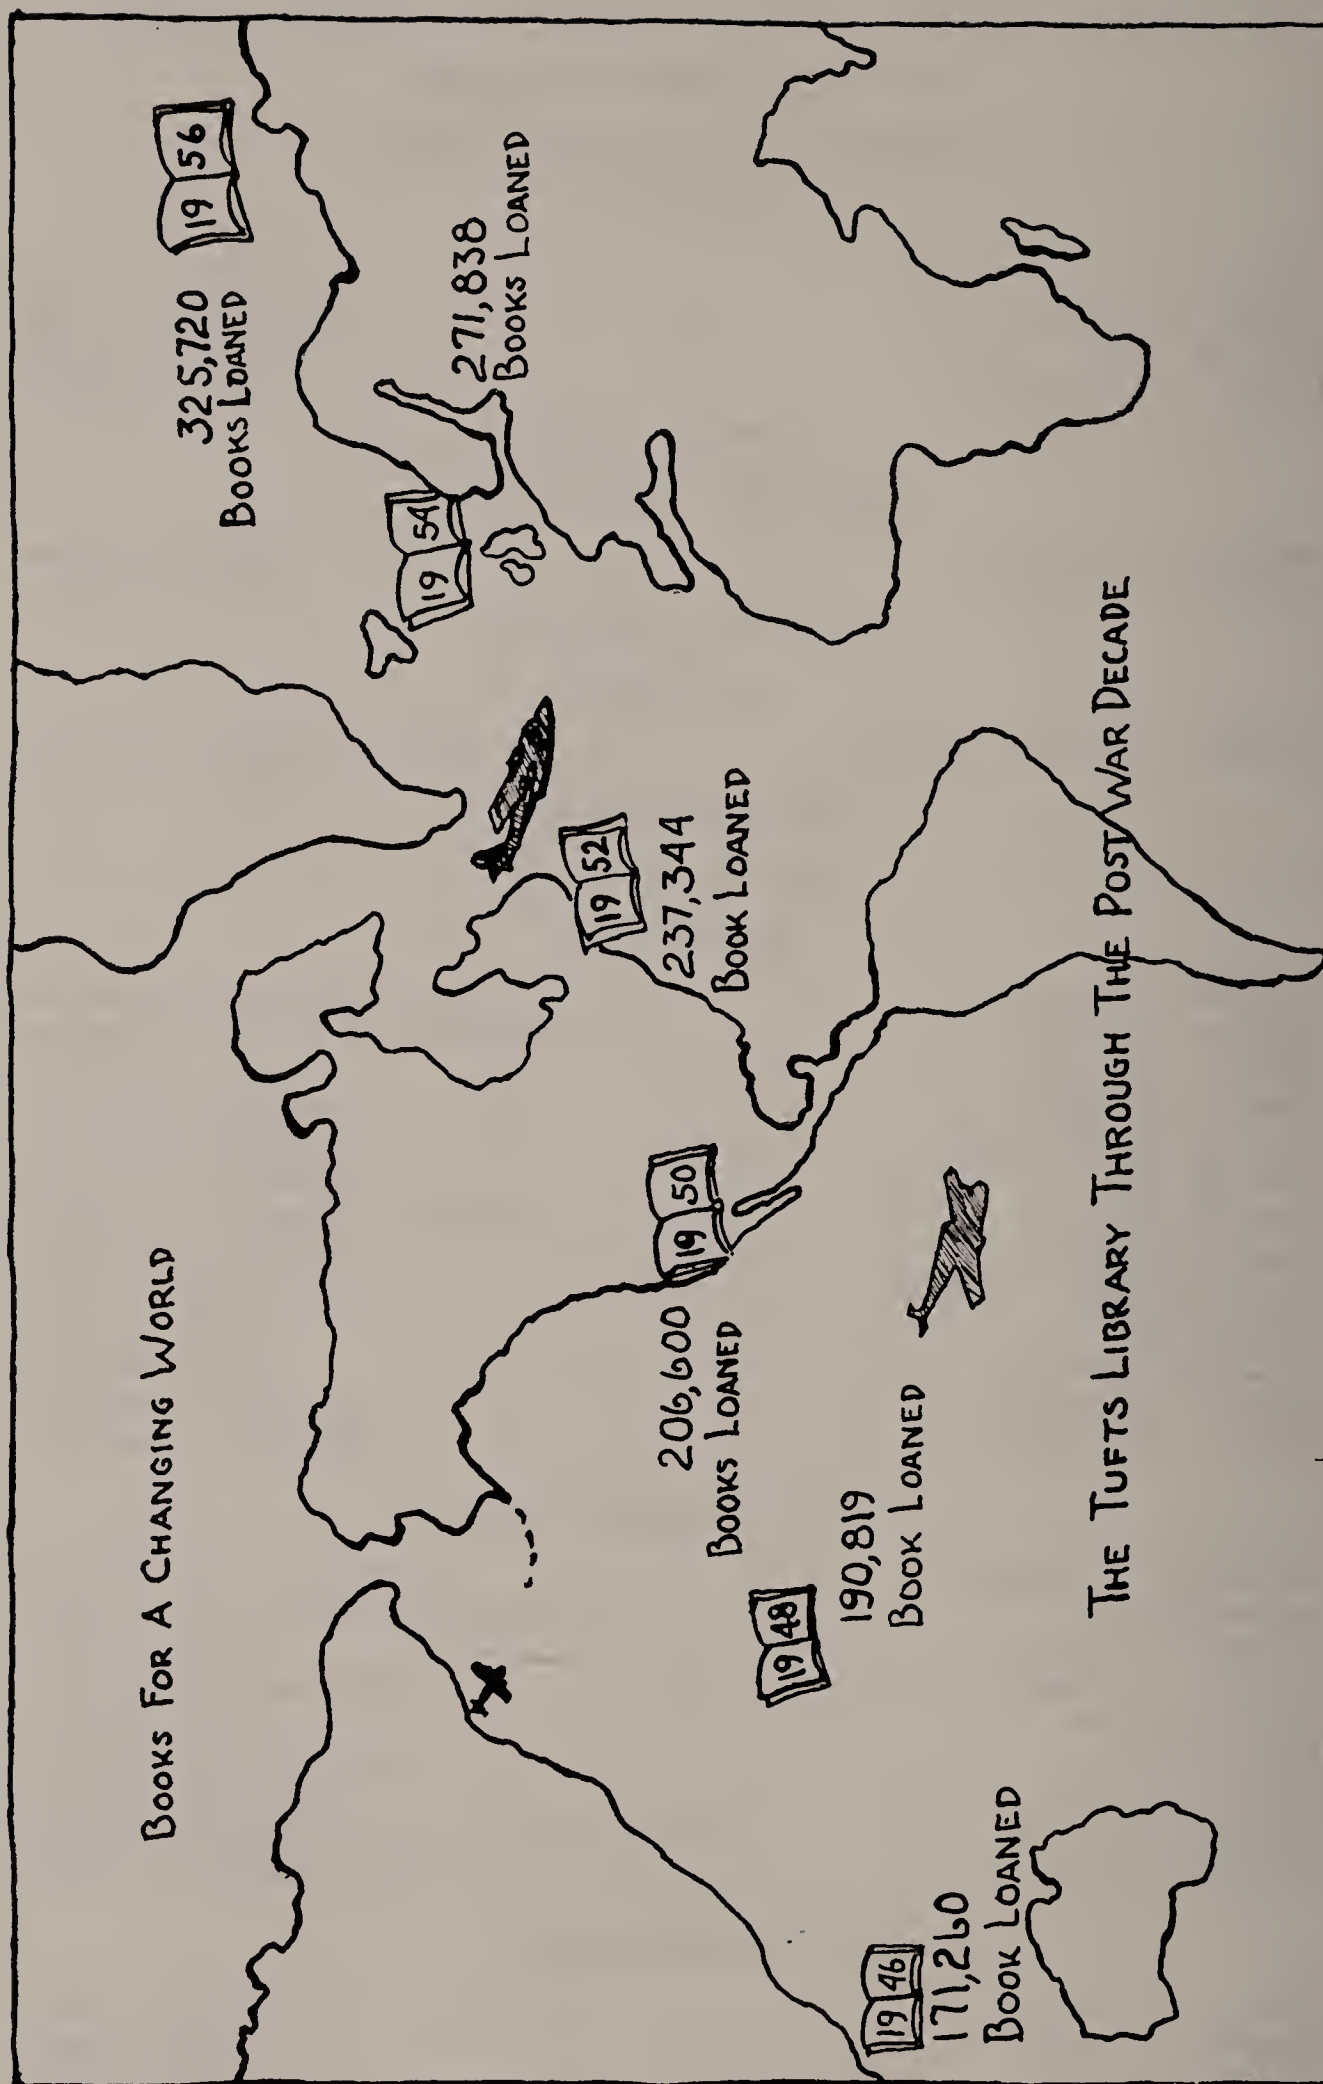 BOOKS FOR A CHANGING WORLD
19 56
325,720
BOOKS LOANED
19 54
271,838
BOOKS LOANED
19 52
237,344
BOOK LOANED
19 50
206,600
BOOKS LOANED
19 48
190,819
BOOK LOANED
19 46
171,260
BOOK LOANED
THE TUFTS LIBRARY THROUGH THE POST WAR DECADE